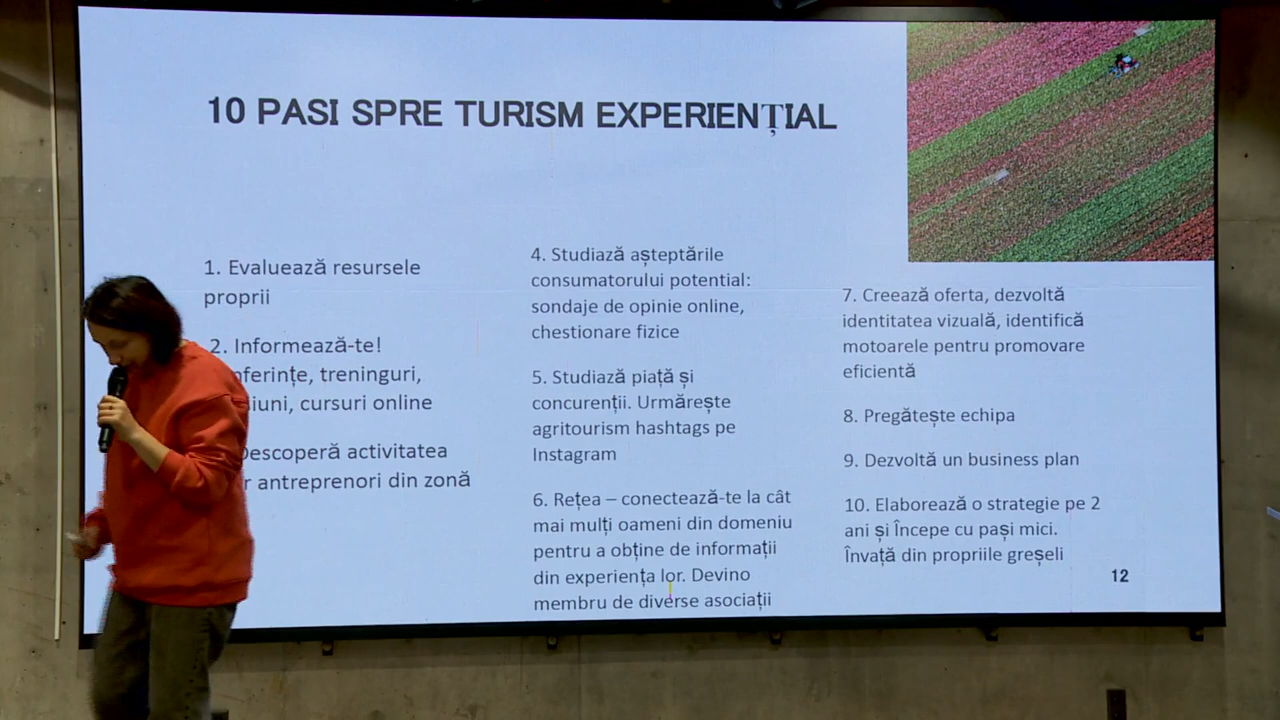 10 PASI SPRE TURISM EXPERIENȚIAL
1. Evaluează resursele
proprii
2. Informează-te!
treninguri,
cursuri online
activitatea
antreprenori din zonă
4. Studiază așteptările
consumatorului potential:
sondaje de opinie online,
chestionare fizice
5. Studiază piață și
concurenții. Urmărește
agritourism hashtags pe
Instagram
6. Rețea – conectează-te la cât
mai mulți oameni din domeniu
pentru a obține de informații
din experiența lor. Devino
membru de diverse asociații
7. Creează oferta, dezvoltă
identitatea vizuală, identifică
motoarele pentru promovare
eficientă
8. Pregătește echipa
9. Dezvoltă un business plan
10. Elaborează o strategie pe 2
ani și Începe cu pași mici.
Învață din propriile greșeli
12